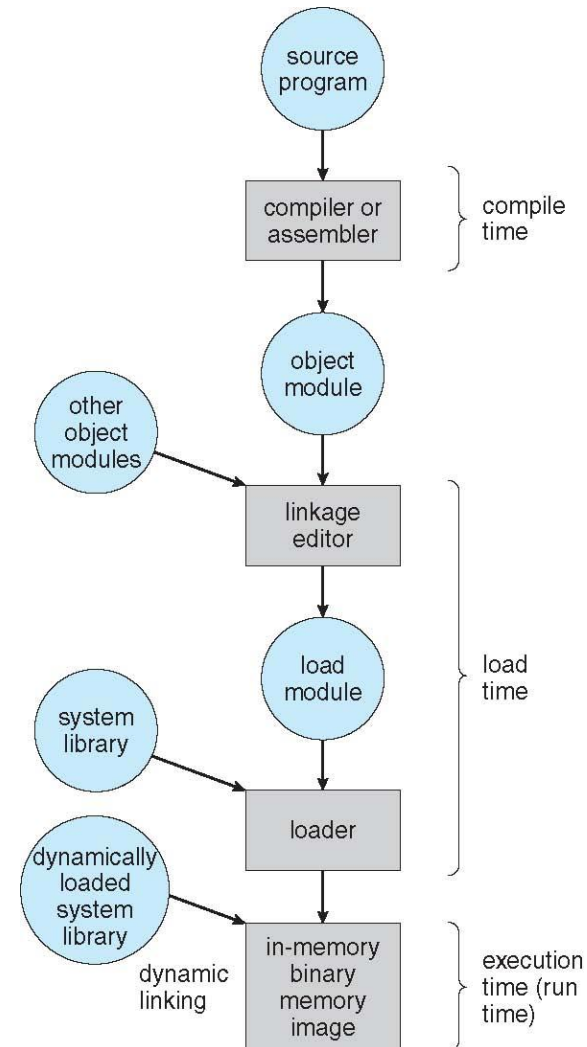 source
program
compiler or
assembler
compile
time
object
module
other
object
modules
linkage
editor
load
module
load
time
system
library
loader
dynamically
loaded
system
library
dynamic
linking
in-memory
binary
memory
image
execution
time (run
time)